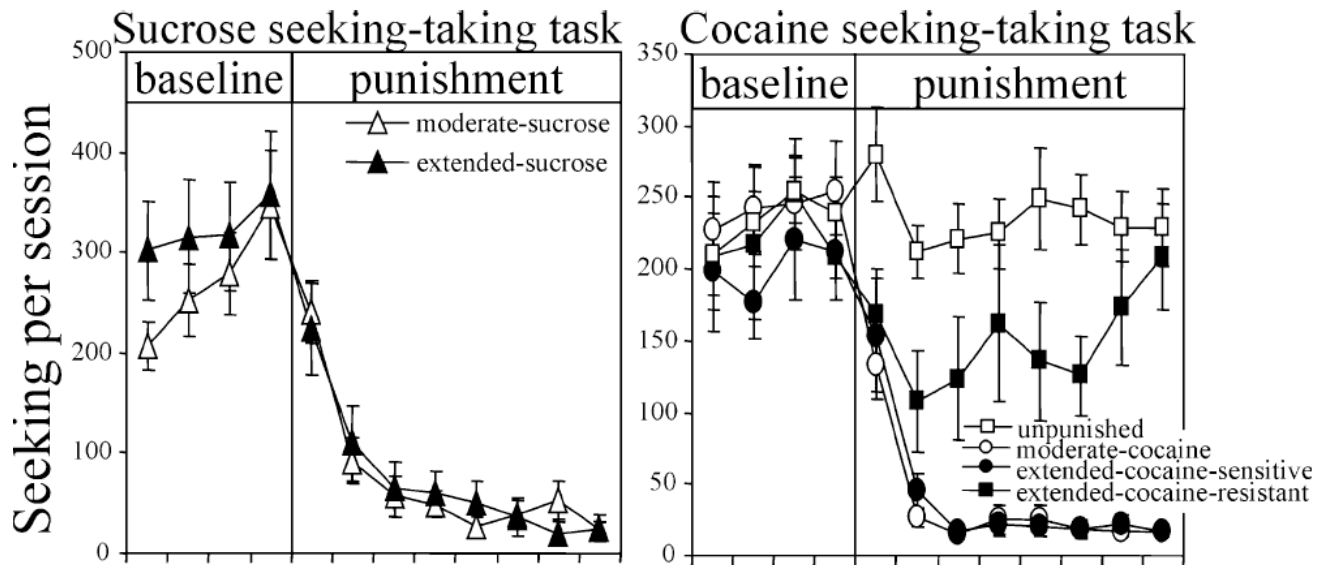 Sucrose seeking-taking task
baseline
punishment
moderate-sucrose
extended-sucrose
Seeking per session
500
400
300
200
100
0
Cocaine seeking-taking task
baseline
punishment
350
300
250
200
150
100
50
0
unpunished
moderate-cocaine
extended-cocaine-sensitive
extended-cocaine-resistant